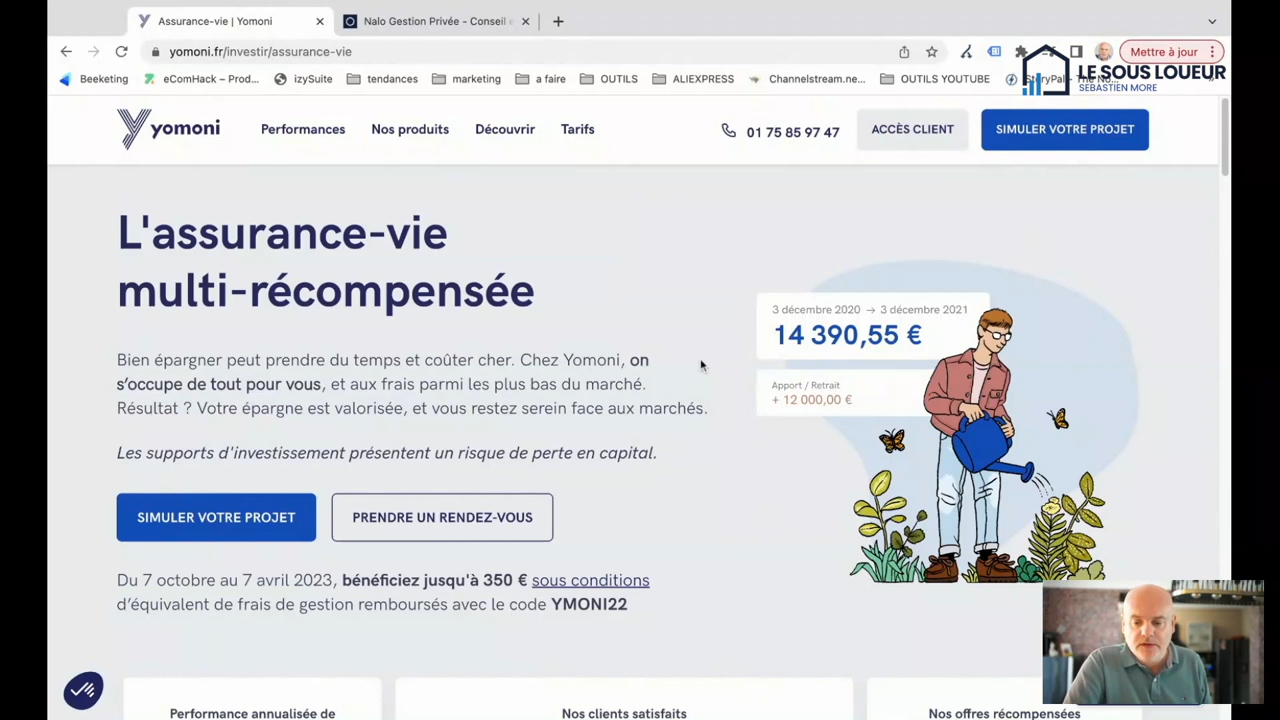 Assurance-vie | Yomoni
Nalo Gestion Privée - Conseil e
yomoni.fr/investir/assurance-vie
Mettre à jour
Beeketing
eComHack – Prod...
izySuite
tendances
marketing
a faire
OUTILS
ALIEXPRESS
Channelstream.ne...
OUTILS YOUTUBE
LE SOUS LOUEUR
SEBASTIEN MORE
yomoni
Performances
Nos produits
Découvrir
Tarifs
01 75 85 97 47
ACCÈS CLIENT
SIMULER VOTRE PROJET
L'assurance-vie
multi-récompensée
Bien épargner peut prendre du temps et coûter cher. Chez Yomoni, on
s’occupe de tout pour vous, et aux frais parmi les plus bas du marché.
Résultat ? Votre épargne est valorisée, et vous restez serein face aux marchés.
Les supports d'investissement présentent un risque de perte en capital.
SIMULER VOTRE PROJET
PRENDRE UN RENDEZ-VOUS
Du 7 octobre au 7 avril 2023, bénéficiez jusqu'à 350 € sous conditions
d’équivalent de frais de gestion remboursés avec le code YMONI22
3 décembre 2020 → 3 décembre 2021
14 390,55 €
Apport / Retrait
+ 12 000,00 €
Performance annualisée de
Nos clients satisfaits
Nos offres récompensées